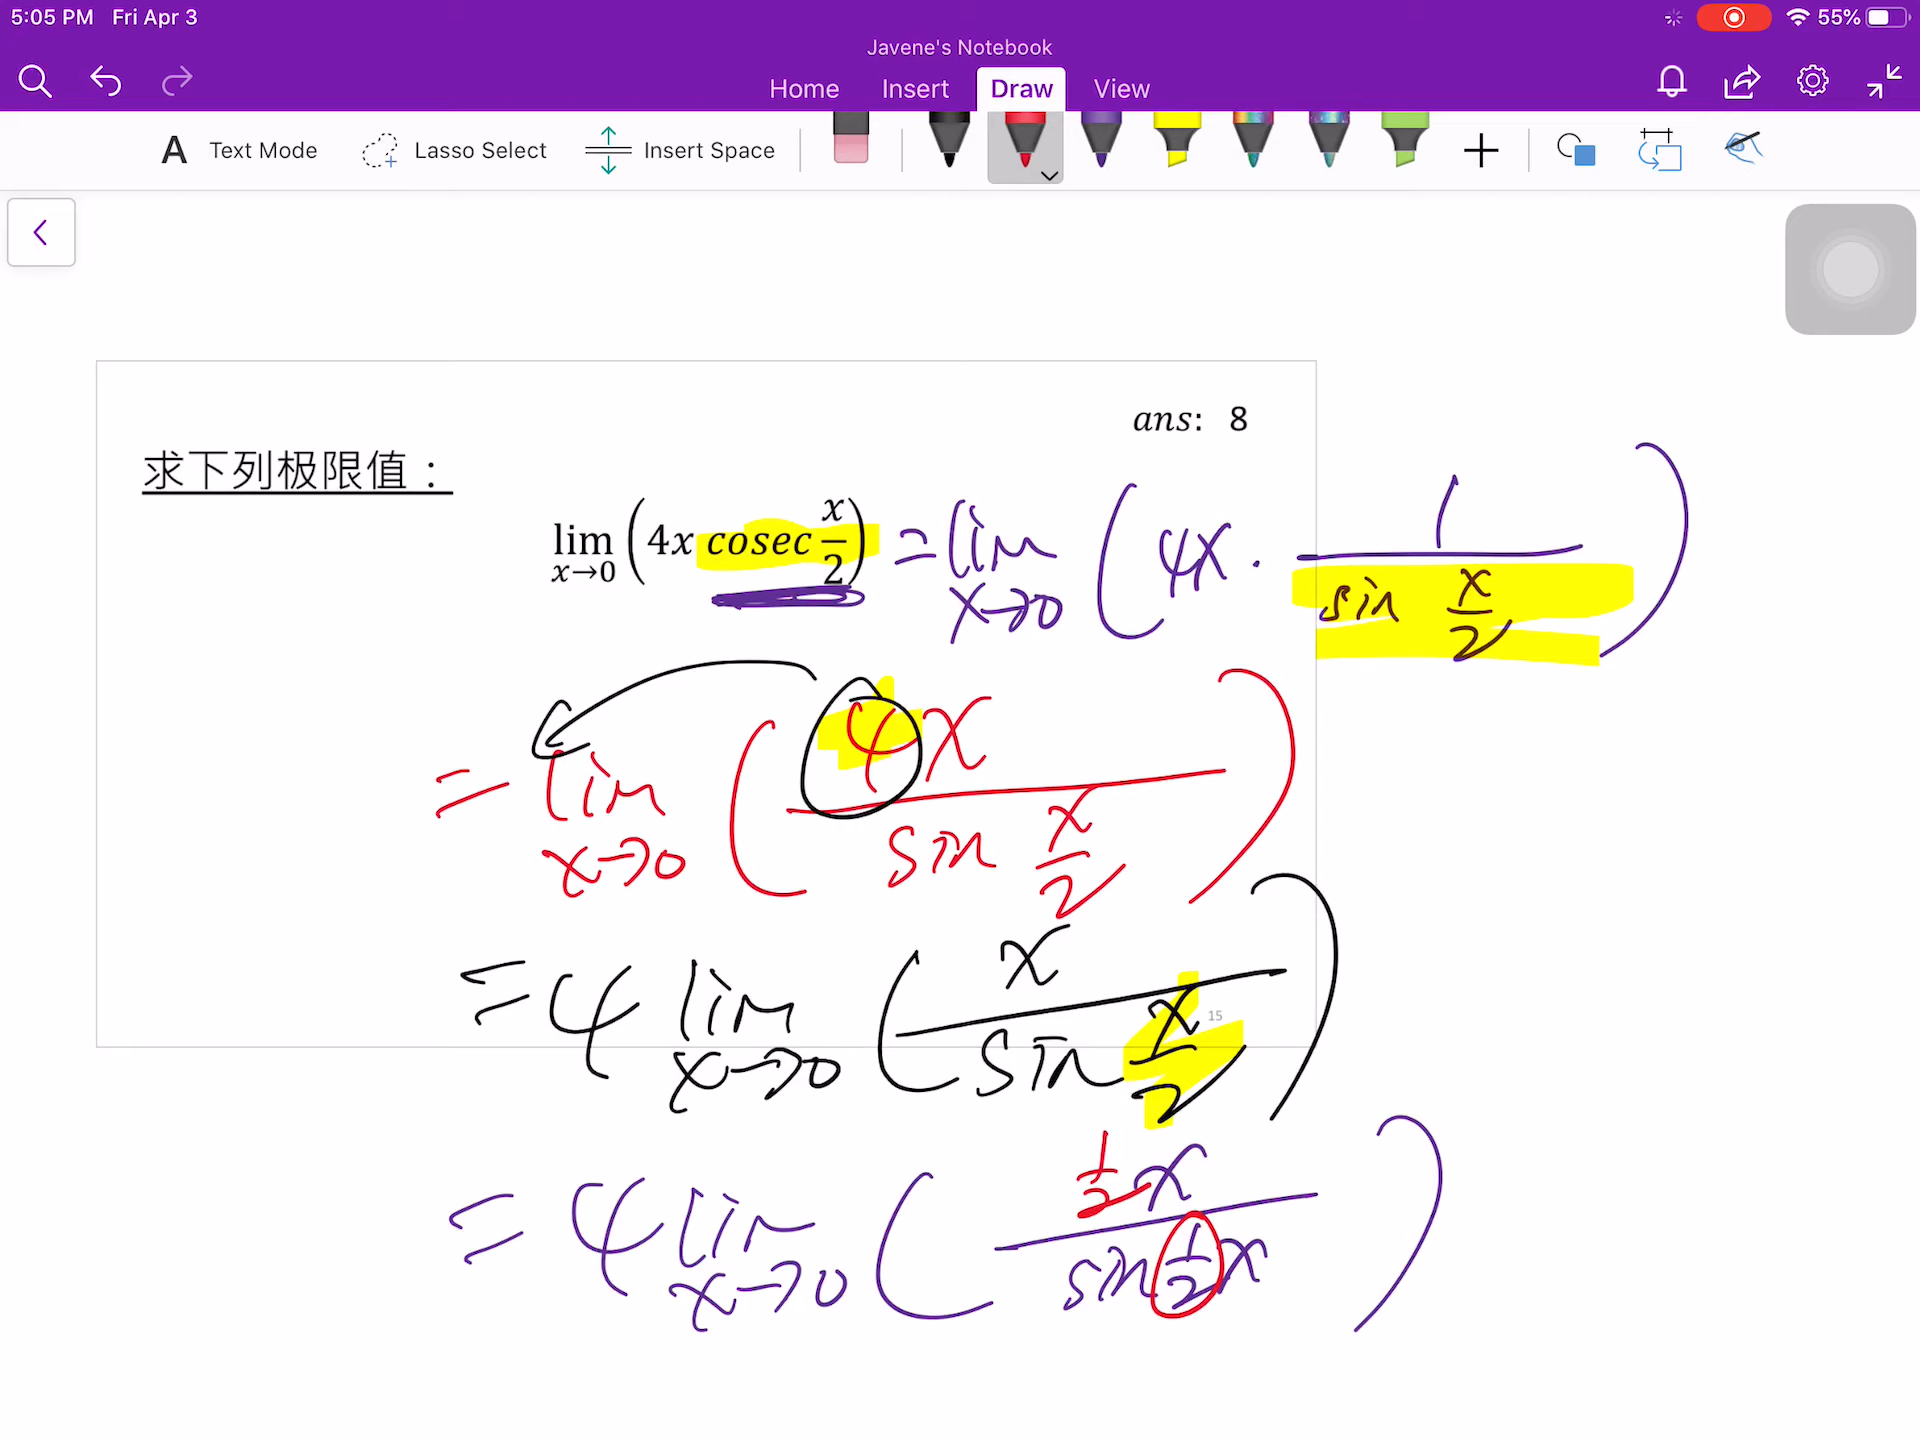 5:05 PM Fri Apr 3 55%
Javene's Notebook
Home Insert Draw View
A Text Mode Lasso Select Insert Space
ans: 8
求下列极限值：
lim x→0 (4x cosec x/2) = lim x→0 (4x · 1/(sin x/2))
= lim x→0 (4x/(sin x/2))
= 4 lim x→0 (x/(sin x/2))
15
= 4 lim x→0 (½x/(sin ½x))